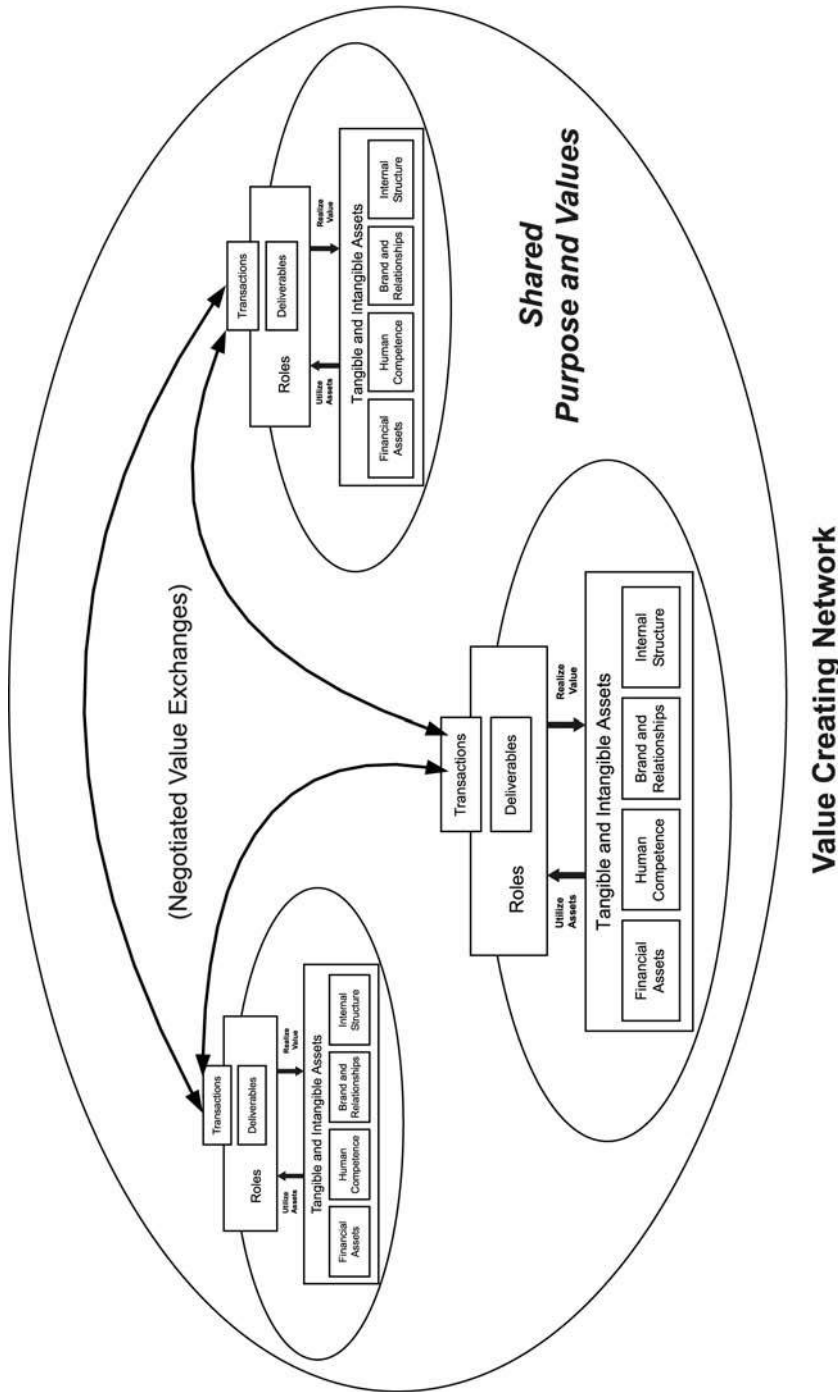 (Negotiated Value Exchanges)
Transactions
Deliverables
Roles
Utilize
Assets
Realize
Value
Tangible and Intangible Assets
Financial
Assets
Human
Competence
Brand and
Relationships
Internal
Structure
Transactions
Deliverables
Roles
Utilize
Assets
Realize
Value
Tangible and Intangible Assets
Financial
Assets
Human
Competence
Brand and
Relationships
Internal
Structure
Transactions
Deliverables
Roles
Utilize
Assets
Realize
Value
Tangible and Intangible Assets
Financial
Assets
Human
Competence
Brand and
Relationships
Internal
Structure
Shared
Purpose and Values
Value Creating Network